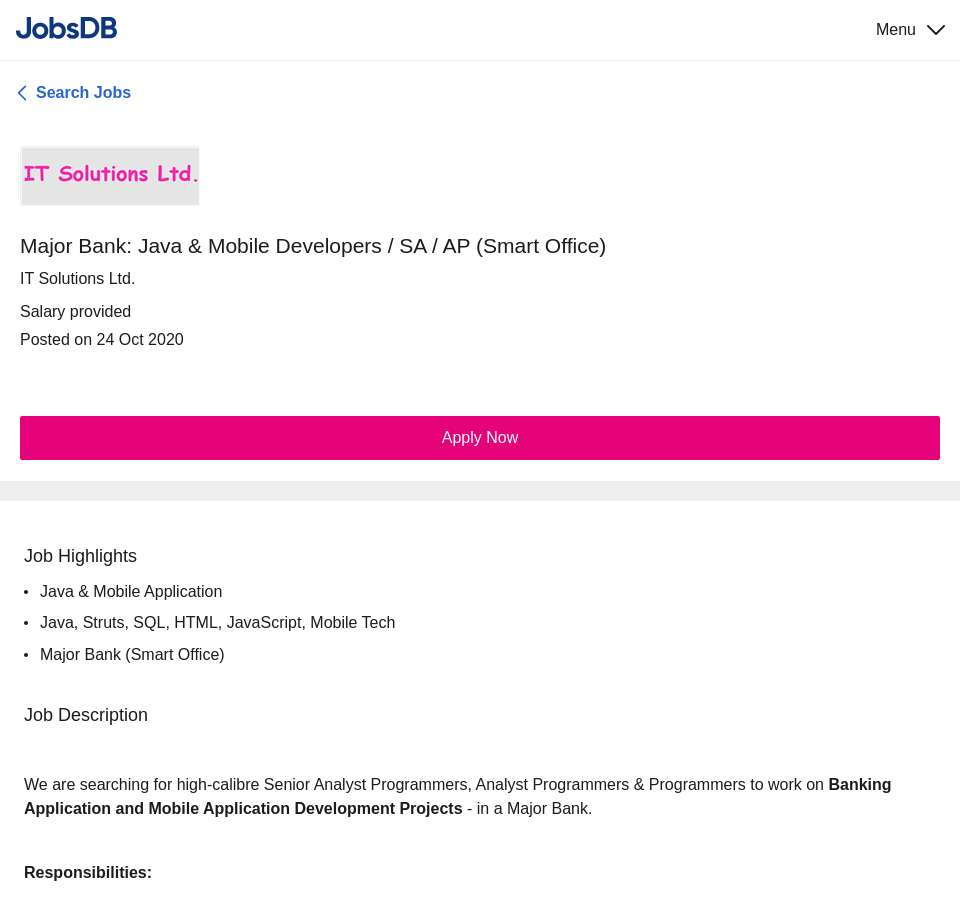 JobsDB
Menu
Search Jobs
IT Solutions Ltd.
Major Bank: Java & Mobile Developers / SA / AP (Smart Office)
IT Solutions Ltd.
Salary provided
Posted on 24 Oct 2020
Apply Now
Job Highlights
• Java & Mobile Application
• Java, Struts, SQL, HTML, JavaScript, Mobile Tech
• Major Bank (Smart Office)
Job Description
We are searching for high-calibre Senior Analyst Programmers, Analyst Programmers & Programmers to work on Banking
Application and Mobile Application Development Projects - in a Major Bank.
Responsibilities: